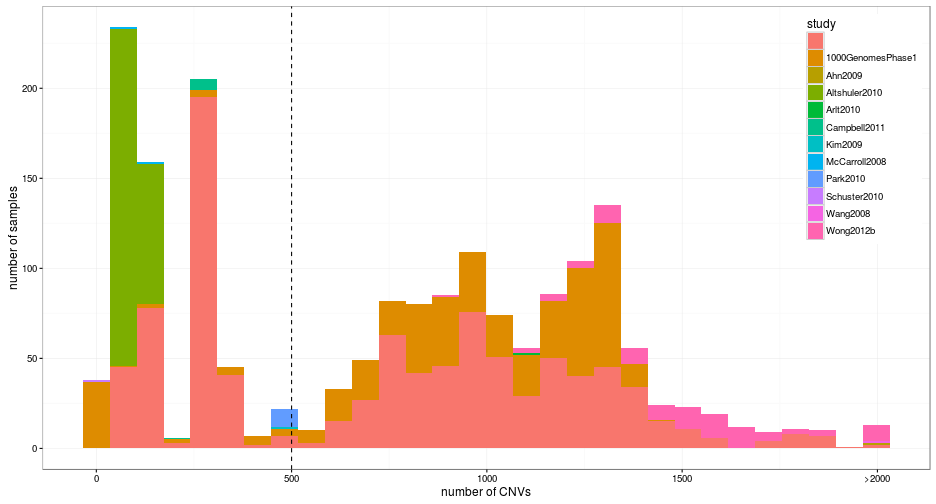 study
1000GenomesPhase1
Ahn2009
Altshuler2010
Arlt2010
Campbell2011
Kim2009
McCarroll2008
Park2010
Schuster2010
Wang2008
Wong2012b
number of samples
200
150
100
50
0
0 500 1000 1500 >2000
number of CNVs